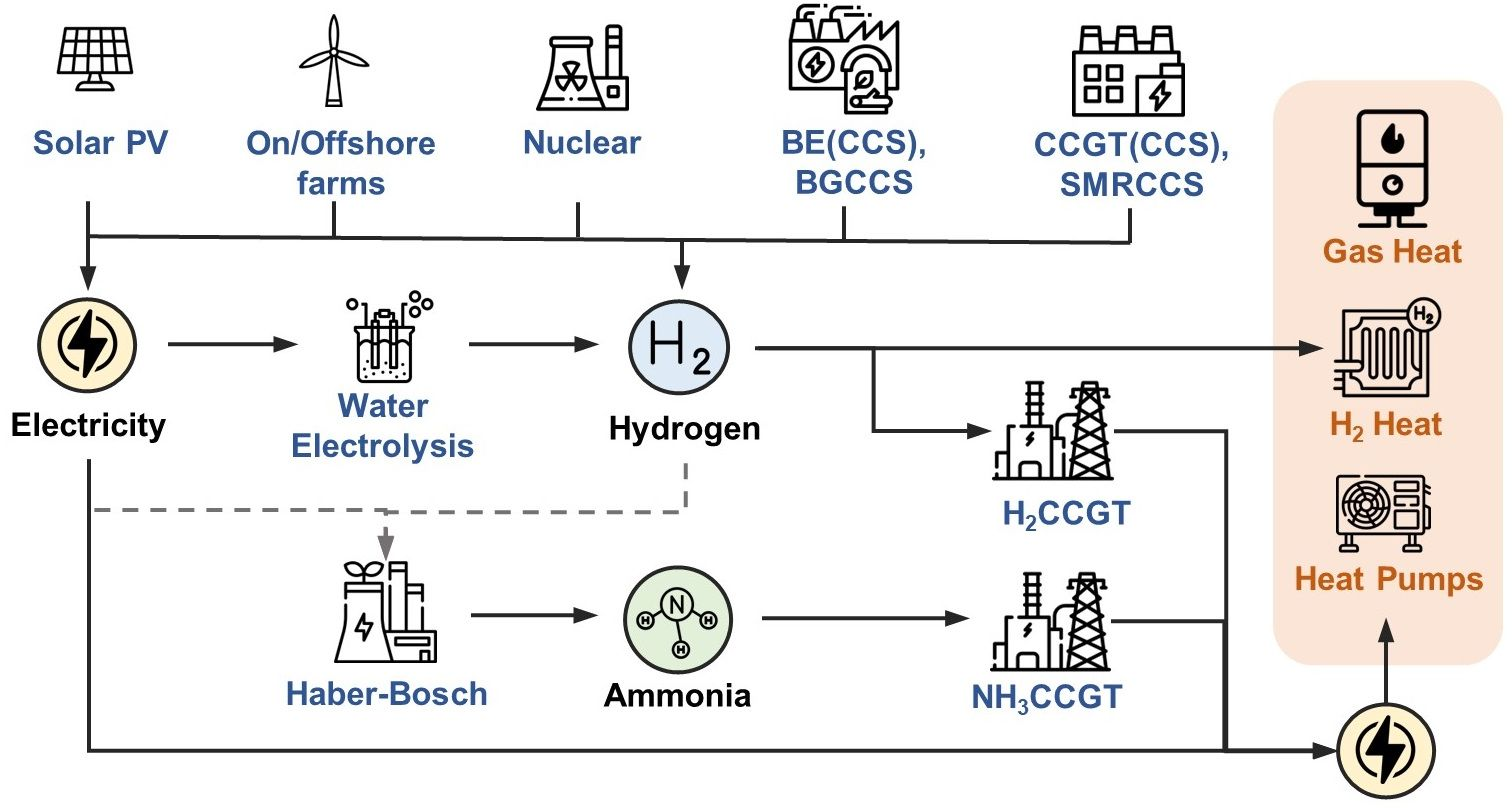 Solar PV
On/Offshore
farms
Nuclear
BE(CCS),
BGCCS
CCGT(CCS),
SMRCCS
Gas Heat
Electricity
Water
Electrolysis
H₂
Hydrogen
H₂
H₂ Heat
H₂CCGT
Heat Pumps
Haber-Bosch
N
H
H
H
Ammonia
NH₃CCGT